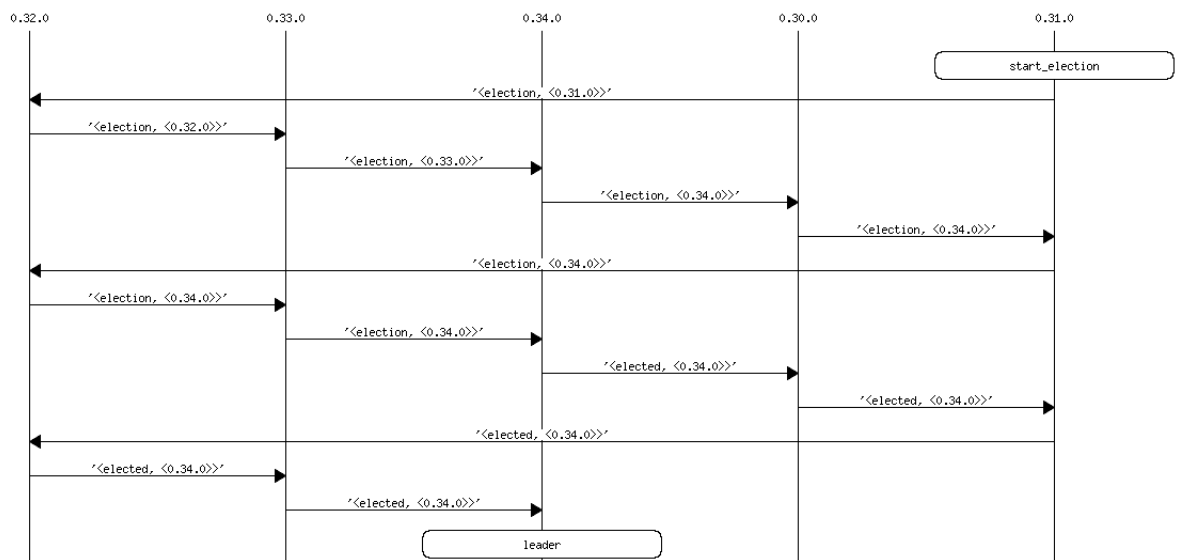 0.32.0 0.33.0 0.34.0 0.30.0 0.31.0
start_election
'<election, <0.31.0>>'
'<election, <0.32.0>>'
'<election, <0.33.0>>'
'<election, <0.34.0>>'
'<election, <0.34.0>>'
'<election, <0.34.0>>'
'<election, <0.34.0>>'
'<election, <0.34.0>>'
'<elected, <0.34.0>>'
'<elected, <0.34.0>>'
'<elected, <0.34.0>>'
'<elected, <0.34.0>>'
'<elected, <0.34.0>>'
leader